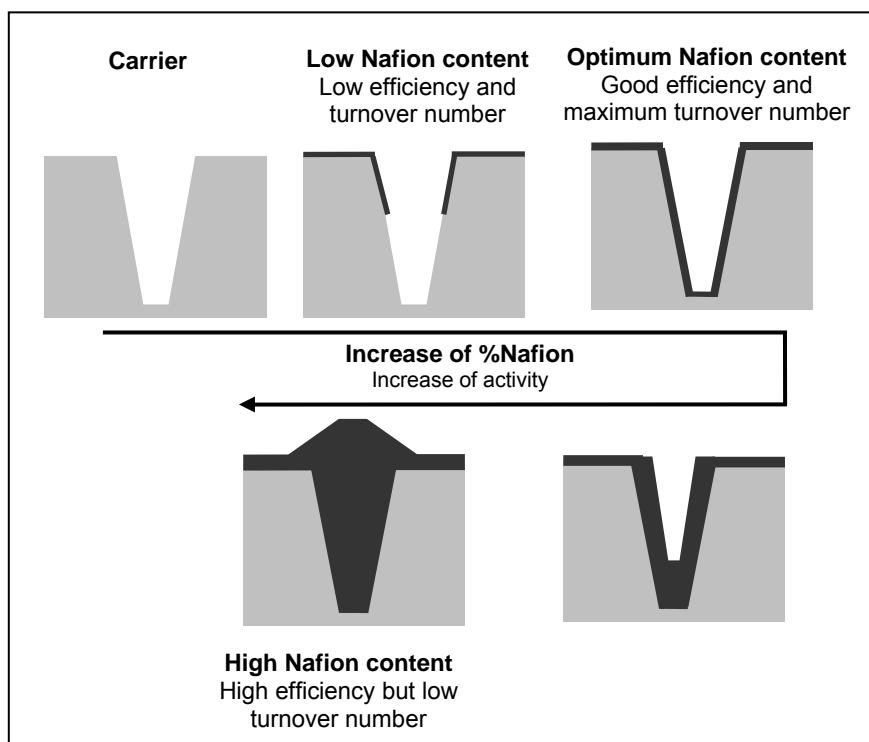 Carrier
Low Nafion content
Low efficiency and
turnover number
Optimum Nafion content
Good efficiency and
maximum turnover number
Increase of %Nafion
Increase of activity
High Nafion content
High efficiency but low
turnover number